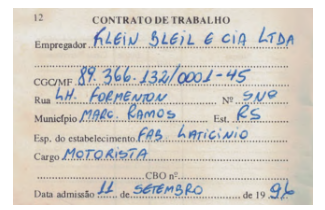 12 CONTRATO DE TRABALHO
Empregador KLEIN BLEIL E CIA LTDA
CGC/MF 89.366.132/0001-45
Rua LH. FORMENTON Nº SNº
Município MARC. RAMOS Est. RS
Esp. do estabelecimento FAB LATICINIO
Cargo MOTORISTA
CBO nº
Data admissão 11 de SETEMBRO de 19 96